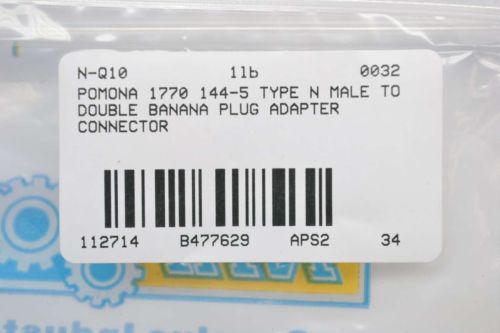 N-Q10 1lb 0032
POMONA 1770 144-5 TYPE N MALE TO
DOUBLE BANANA PLUG ADAPTER
CONNECTOR
112714 B477629 APS2 34